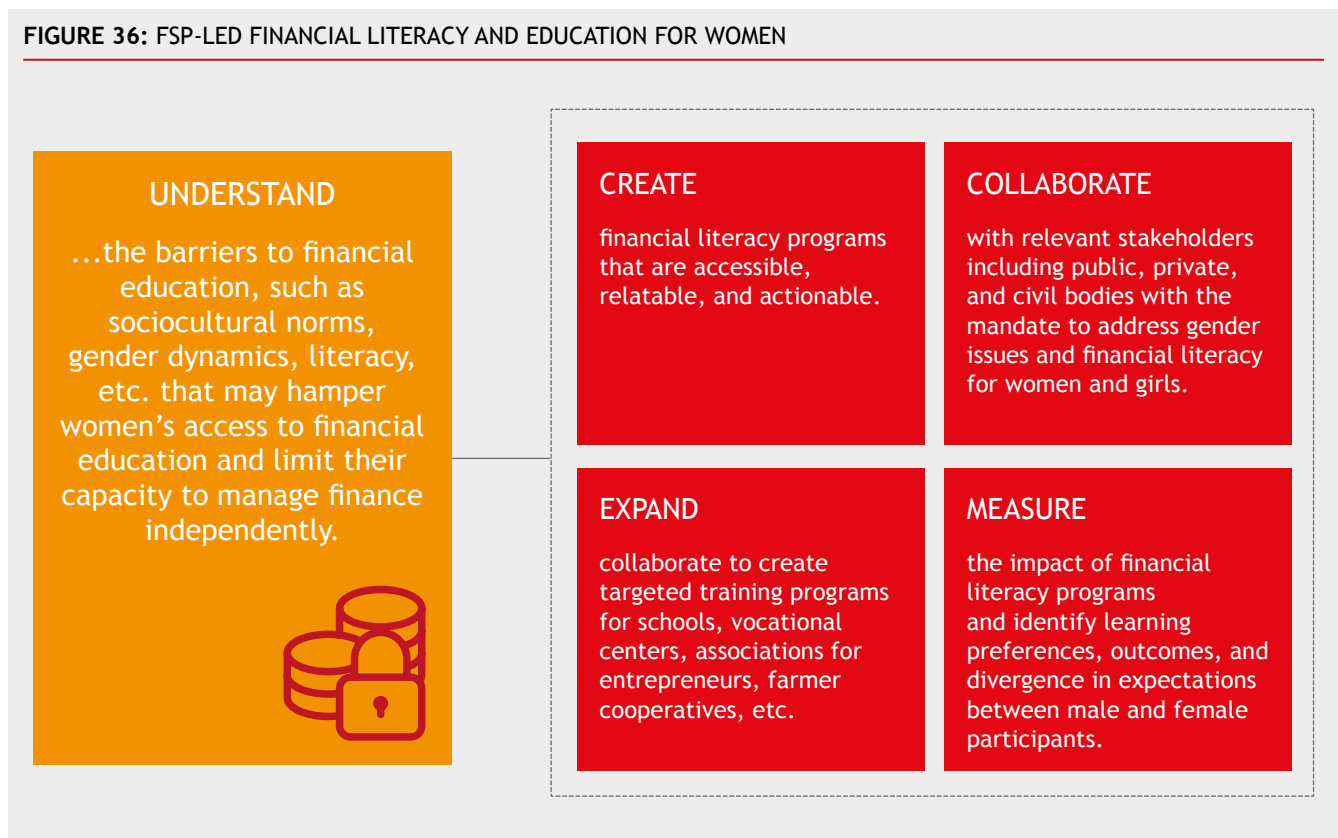 FIGURE 36: FSP-LED FINANCIAL LITERACY AND EDUCATION FOR WOMEN
UNDERSTAND
...the barriers to financial
education, such as
sociocultural norms,
gender dynamics, literacy,
etc. that may hamper
women’s access to financial
education and limit their
capacity to manage finance
independently.
CREATE
financial literacy programs
that are accessible,
relatable, and actionable.
COLLABORATE
with relevant stakeholders
including public, private,
and civil bodies with the
mandate to address gender
issues and financial literacy
for women and girls.
EXPAND
collaborate to create
targeted training programs
for schools, vocational
centers, associations for
entrepreneurs, farmer
cooperatives, etc.
MEASURE
the impact of financial
literacy programs
and identify learning
preferences, outcomes, and
divergence in expectations
between male and female
participants.